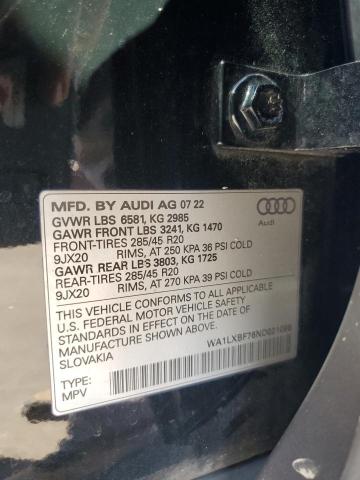 MFD. BY AUDI AG 07 22
GVWR LBS 6581, KG 2985
GAWR FRONT LBS 3241, KG 1470
FRONT-TIRES 285/45 R20
9JX20 RIMS, AT 250 KPA 36 PSI COLD
GAWR REAR LBS 3803, KG 1725
REAR-TIRES 285/45 R20
9JX20 RIMS, AT 270 KPA 39 PSI COLD
THIS VEHICLE CONFORMS TO ALL APPLICABLE
U.S. FEDERAL MOTOR VEHICLE SAFETY
STANDARDS IN EFFECT ON THE DATE OF
MANUFACTURE SHOWN ABOVE.
SLOVAKIA
TYPE:
MPV